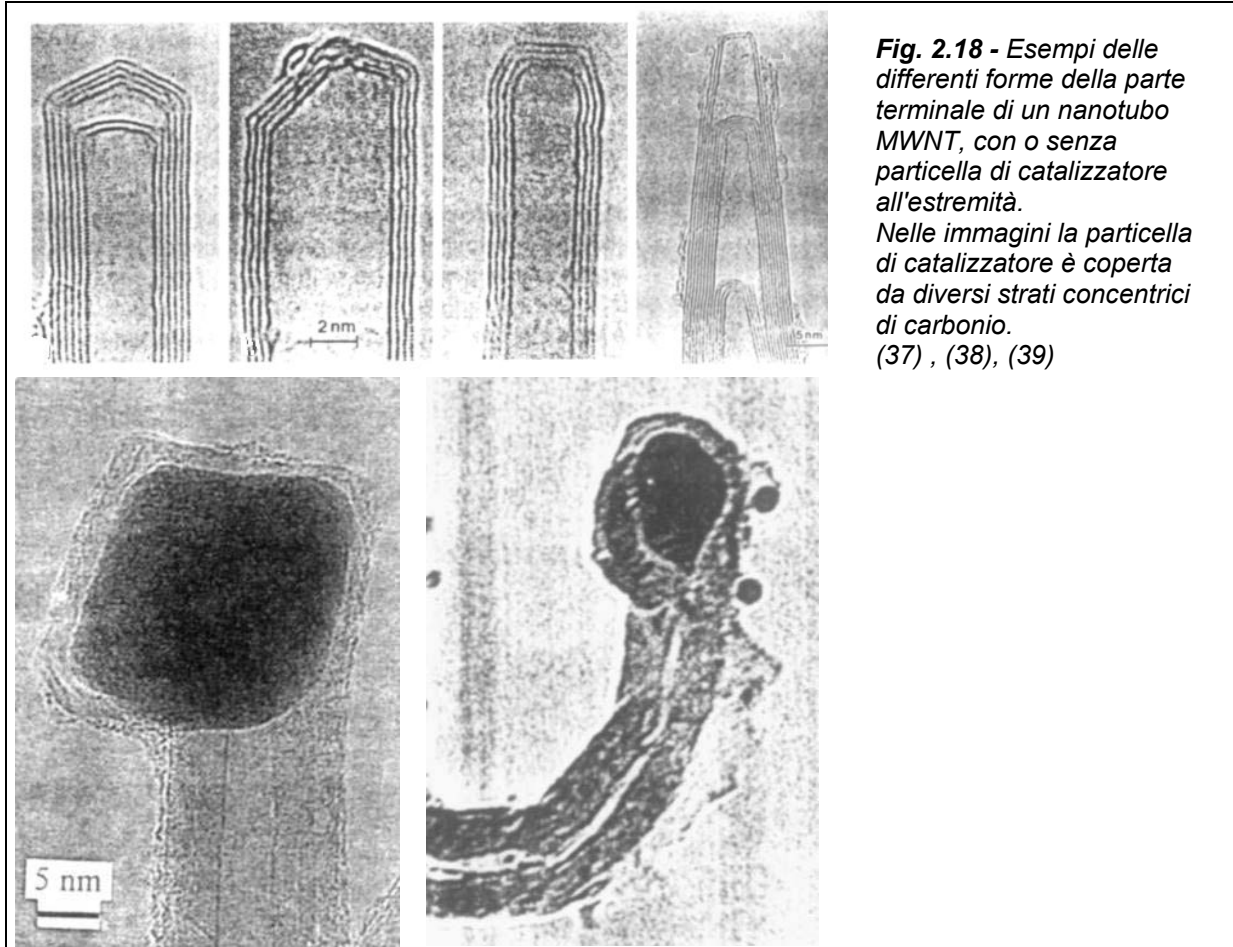 Fig. 2.18 - Esempi delle
differenti forme della parte
terminale di un nanotubo
MWNT, con o senza
particella di catalizzatore
all'estremità.
Nelle immagini la particella
di catalizzatore è coperta
da diversi strati concentrici
di carbonio.
(37) , (38), (39)
2 nm
5 nm
5 nm